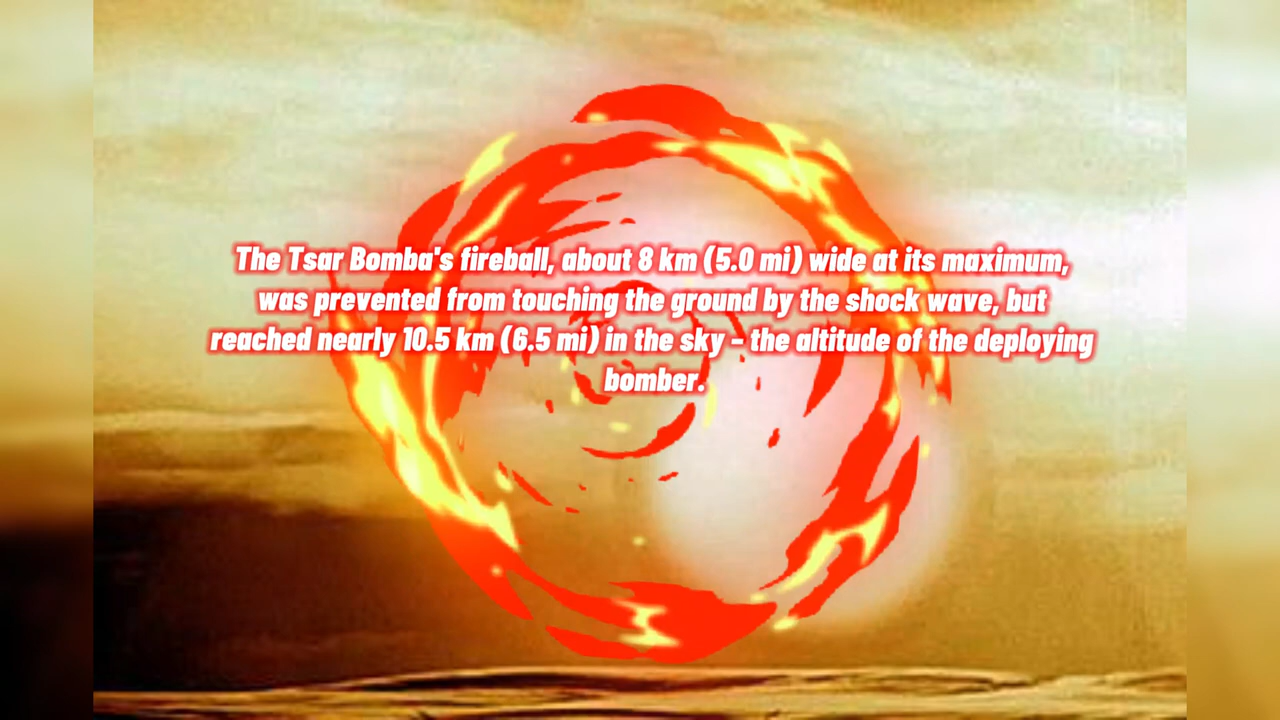 The Tsar Bomba's fireball, about 8 km (5.0 mi) wide at its maximum,
was prevented from touching the ground by the shock wave, but
reached nearly 10.5 km (6.5 mi) in the sky – the altitude of the deploying
bomber.